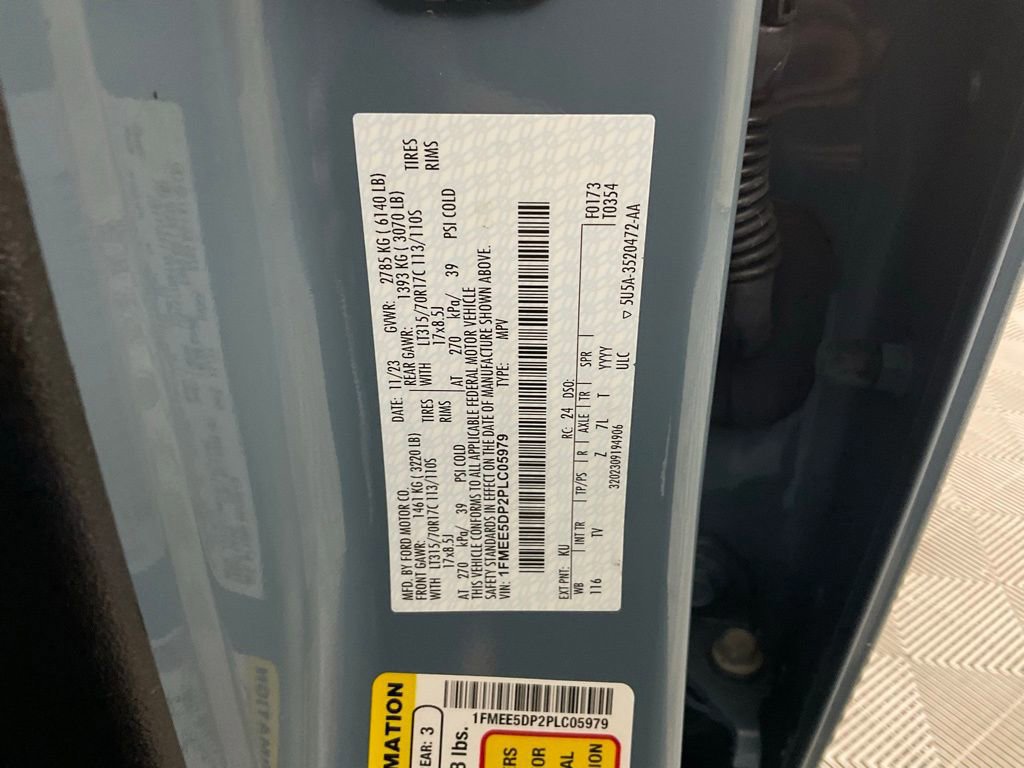 MFD. BY FORD MOTOR CO.
DATE: 11/23 GVWR: 2785 KG ( 6140 LB)
FRONT GAWR: 1461 KG ( 3220 LB)
REAR GAWR: 1393 KG ( 3070 LB)
WITH LT315/70R17C 113/110S TIRES
WITH LT315/70R17C 113/110S TIRES
17x8.5J RIMS
17x8.5J RIMS
AT 270 kPa/ 39 PSI COLD
AT 270 kPa/ 39 PSI COLD
THIS VEHICLE CONFORMS TO ALL APPLICABLE FEDERAL MOTOR VEHICLE
SAFETY STANDARDS IN EFFECT ON THE DATE OF MANUFACTURE SHOWN ABOVE.
VIN: 1FMEE5DP2PLC05979 TYPE: MPV
EXT PNT: KU RC: 24 DSO: F0173
WB INT TR TP/PS R AXLE TR SPR T0354
116 TV Z 7L T YYYY
3202309194906 ULC
▽ 5U5A-3520472-AA
MATION
EAR: 3
1FMEE5DP2PLC05979
lbs.